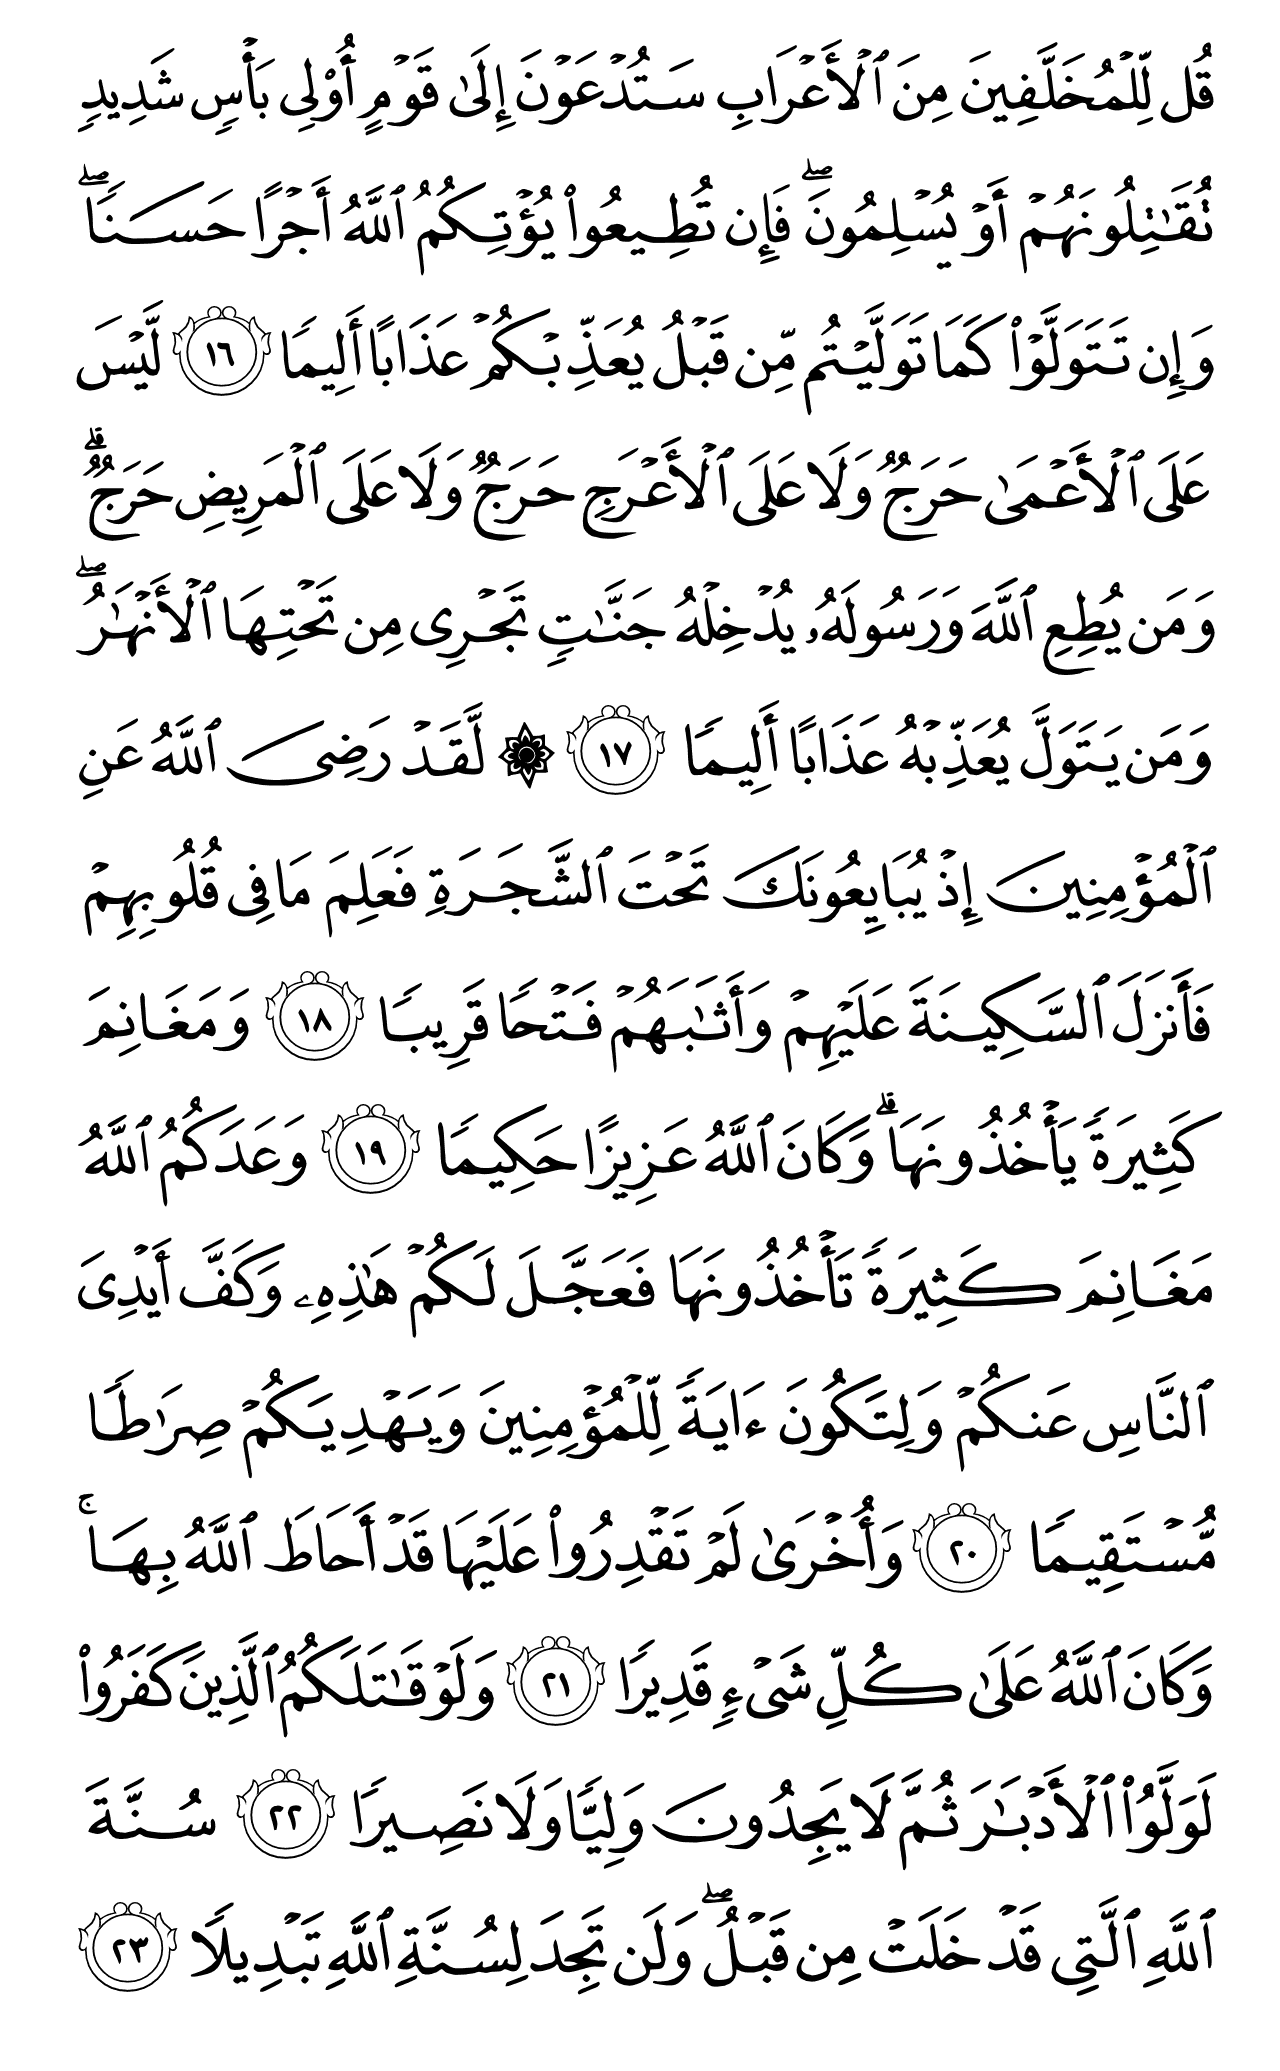 قُل لِّلْمُخَلَّفِينَ مِنَ ٱلْأَعْرَابِ سَتُدْعَوْنَ إِلَىٰ قَوْمٍ أُو۟لِى بَأْسٍ شَدِيدٍ
تُقَـٰتِلُونَهُمْ أَوْ يُسْلِمُونَ ۖ فَإِن تُطِيعُوا۟ يُؤْتِكُمُ ٱللَّهُ أَجْرًا حَسَنًا ۖ
وَإِن تَتَوَلَّوْا۟ كَمَا تَوَلَّيْتُم مِّن قَبْلُ يُعَذِّبْكُمْ عَذَابًا أَلِيمًا ١٦ لَّيْسَ
عَلَى ٱلْأَعْمَىٰ حَرَجٌ وَلَا عَلَى ٱلْأَعْرَجِ حَرَجٌ وَلَا عَلَى ٱلْمَرِيضِ حَرَجٌ ۗ
وَمَن يُطِعِ ٱللَّهَ وَرَسُولَهُۥ يُدْخِلْهُ جَنَّـٰتٍ تَجْرِى مِن تَحْتِهَا ٱلْأَنْهَـٰرُ ۖ
وَمَن يَتَوَلَّ يُعَذِّبْهُ عَذَابًا أَلِيمًا ١٧ ۞ لَّقَدْ رَضِىَ ٱللَّهُ عَنِ
ٱلْمُؤْمِنِينَ إِذْ يُبَايِعُونَكَ تَحْتَ ٱلشَّجَرَةِ فَعَلِمَ مَا فِى قُلُوبِهِمْ
فَأَنزَلَ ٱلسَّكِينَةَ عَلَيْهِمْ وَأَثَـٰبَهُمْ فَتْحًا قَرِيبًا ١٨ وَمَغَانِمَ
كَثِيرَةً يَأْخُذُونَهَا ۗ وَكَانَ ٱللَّهُ عَزِيزًا حَكِيمًا ١٩ وَعَدَكُمُ ٱللَّهُ
مَغَانِمَ كَثِيرَةً تَأْخُذُونَهَا فَعَجَّلَ لَكُمْ هَـٰذِهِۦ وَكَفَّ أَيْدِىَ
ٱلنَّاسِ عَنكُمْ وَلِتَكُونَ ءَايَةً لِّلْمُؤْمِنِينَ وَيَهْدِيَكُمْ صِرَٰطًا
مُّسْتَقِيمًا ٢٠ وَأُخْرَىٰ لَمْ تَقْدِرُوا۟ عَلَيْهَا قَدْ أَحَاطَ ٱللَّهُ بِهَا ۚ
وَكَانَ ٱللَّهُ عَلَىٰ كُلِّ شَىْءٍ قَدِيرًا ٢١ وَلَوْ قَـٰتَلَكُمُ ٱلَّذِينَ كَفَرُوا۟
لَوَلَّوُا۟ ٱلْأَدْبَـٰرَ ثُمَّ لَا يَجِدُونَ وَلِيًّا وَلَا نَصِيرًا ٢٢ سُنَّةَ
ٱللَّهِ ٱلَّتِى قَدْ خَلَتْ مِن قَبْلُ ۖ وَلَن تَجِدَ لِسُنَّةِ ٱللَّهِ تَبْدِيلًا ٢٣